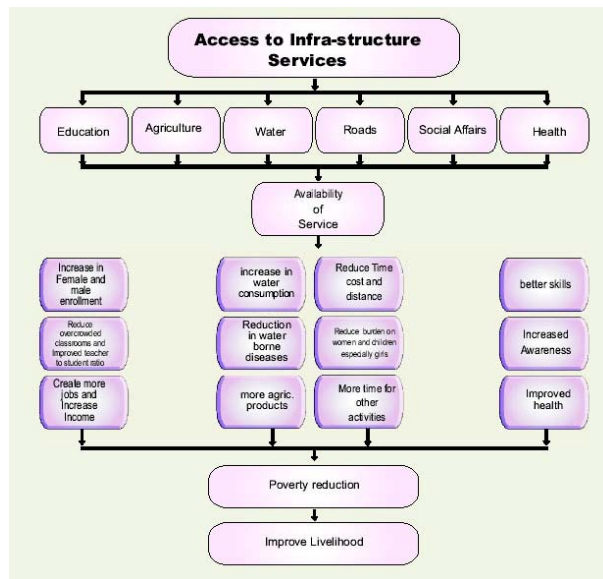 Access to Infra-structure
Services
Education
Agriculture
Water
Roads
Social Affairs
Health
Availability
of
Service
Increase in
Female and
male
enrollment
increase in
water
consumption
Reduce Time
cost and
distance
better skills
Reduce
overcrowded
classrooms and
Improved teacher
to student ratio
Reduction
in water
borne
diseases
Reduce burden on
women and children
especially girls
Increased
Awareness
Create more
jobs and
Increase
Income
more agric.
products
More time for
other
activities
Improved
health
Poverty reduction
Improve Livelihood